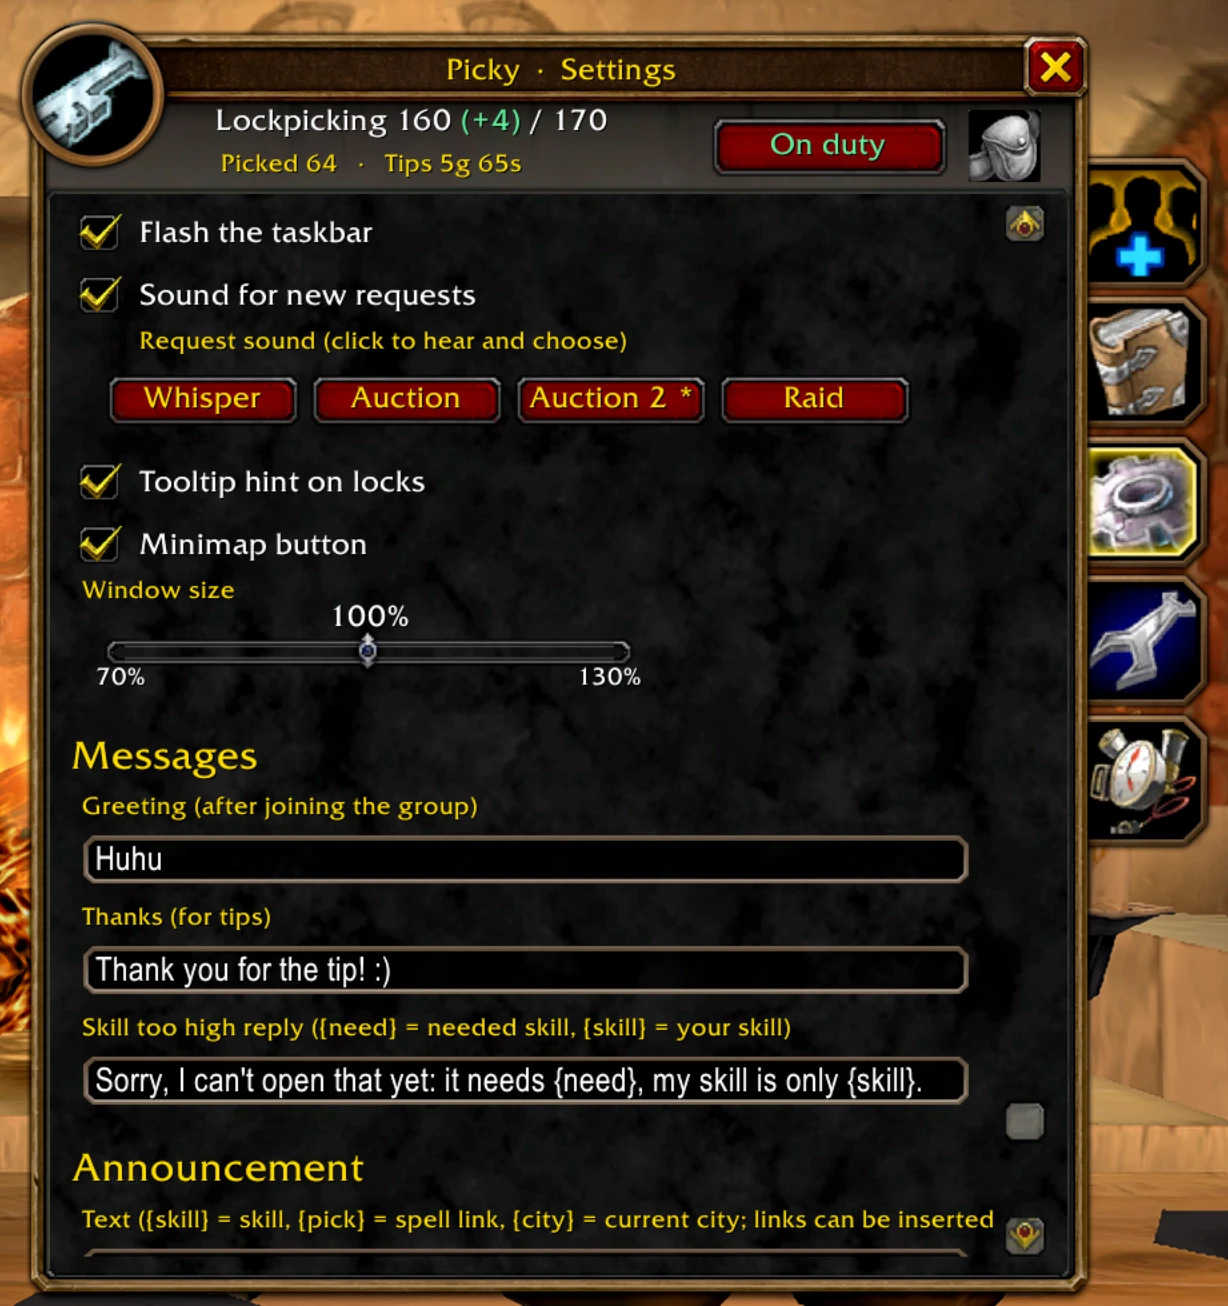 Picky · Settings
Lockpicking 160 (+4) / 170
On duty
Picked 64 · Tips 5g 65s
Flash the taskbar
Sound for new requests
Request sound (click to hear and choose)
Whisper
Auction
Auction 2 *
Raid
Tooltip hint on locks
Minimap button
Window size
100%
70%
130%
Messages
Greeting (after joining the group)
Huhu
Thanks (for tips)
Thank you for the tip! :)
Skill too high reply ({need} = needed skill, {skill} = your skill)
Sorry, I can't open that yet: it needs {need}, my skill is only {skill}.
Announcement
Text ({skill} = skill, {pick} = spell link, {city} = current city; links can be inserted